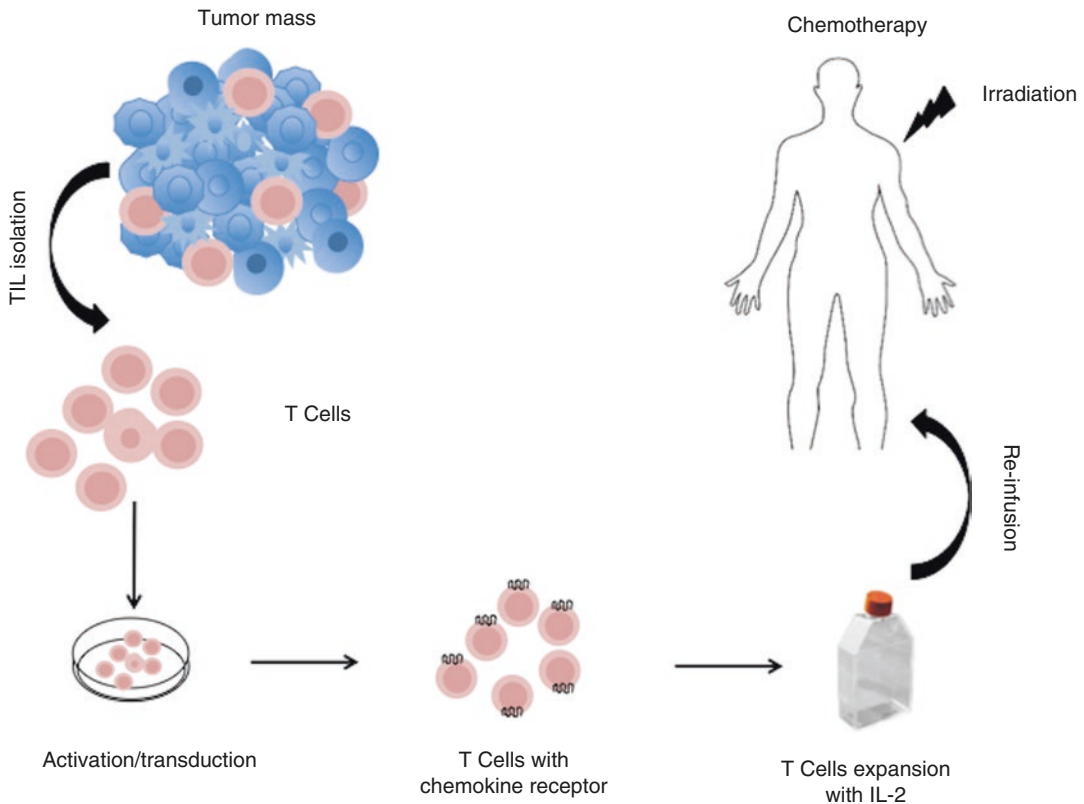 Tumor mass
Chemotherapy
Irradiation
TIL isolation
T Cells
Re-infusion
Activation/transduction
T Cells with
chemokine receptor
T Cells expansion
with IL-2